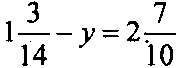 1 3/14 − y = 2 7/10